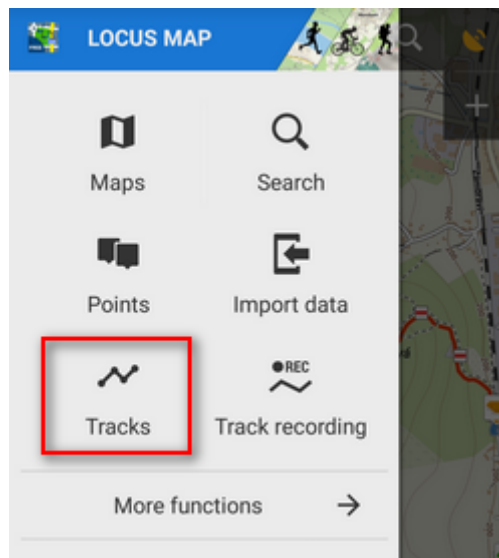 LOCUS MAP
Maps
Search
Points
Import data
Tracks
REC
Track recording
More functions